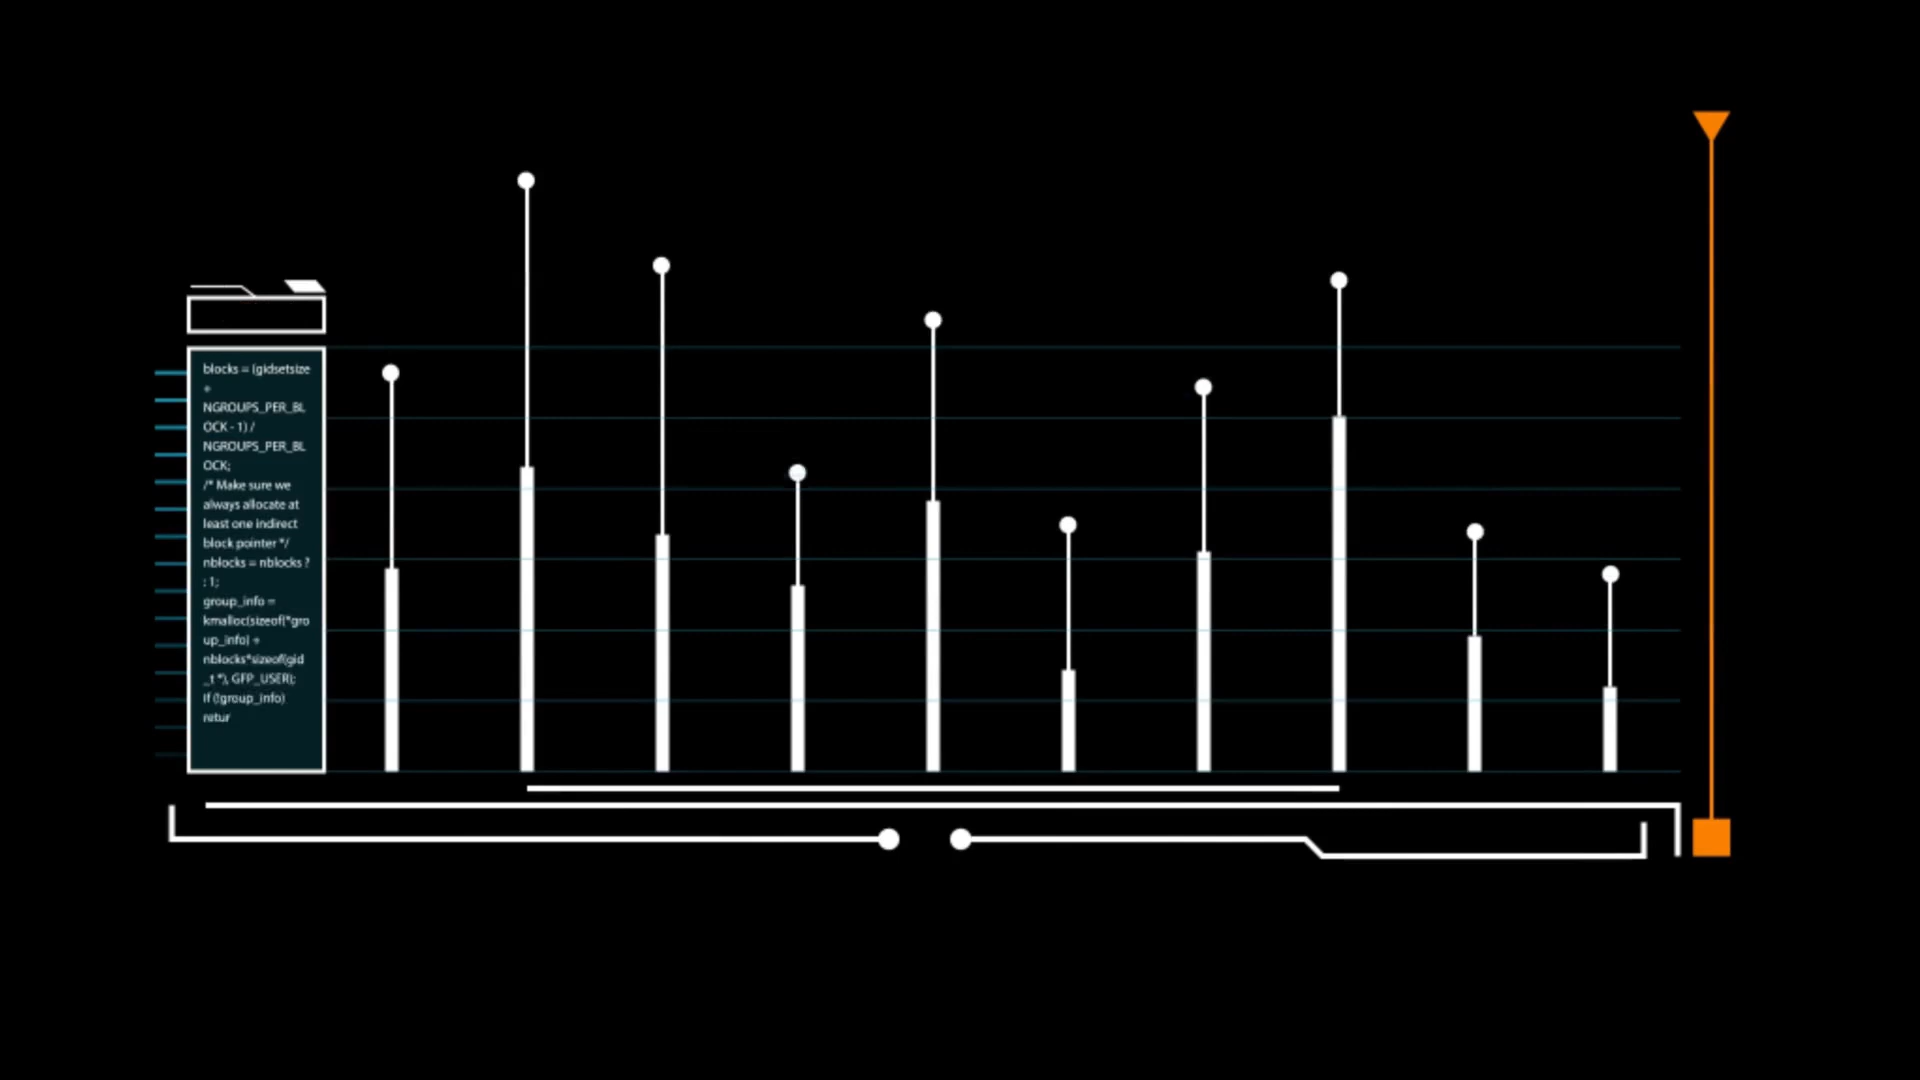 blocks = (gidsetsize
+
NGROUPS_PER_BL
OCK - 1) /
NGROUPS_PER_BL
OCK;
/* Make sure we
always allocate at
least one indirect
block pointer */
nblocks = nblocks ?
: 1;
group_info =
kmalloc(sizeof(*gro
up_info) +
nblocks*sizeof(gid
_t *), GFP_USER);
if (!group_info)
retur